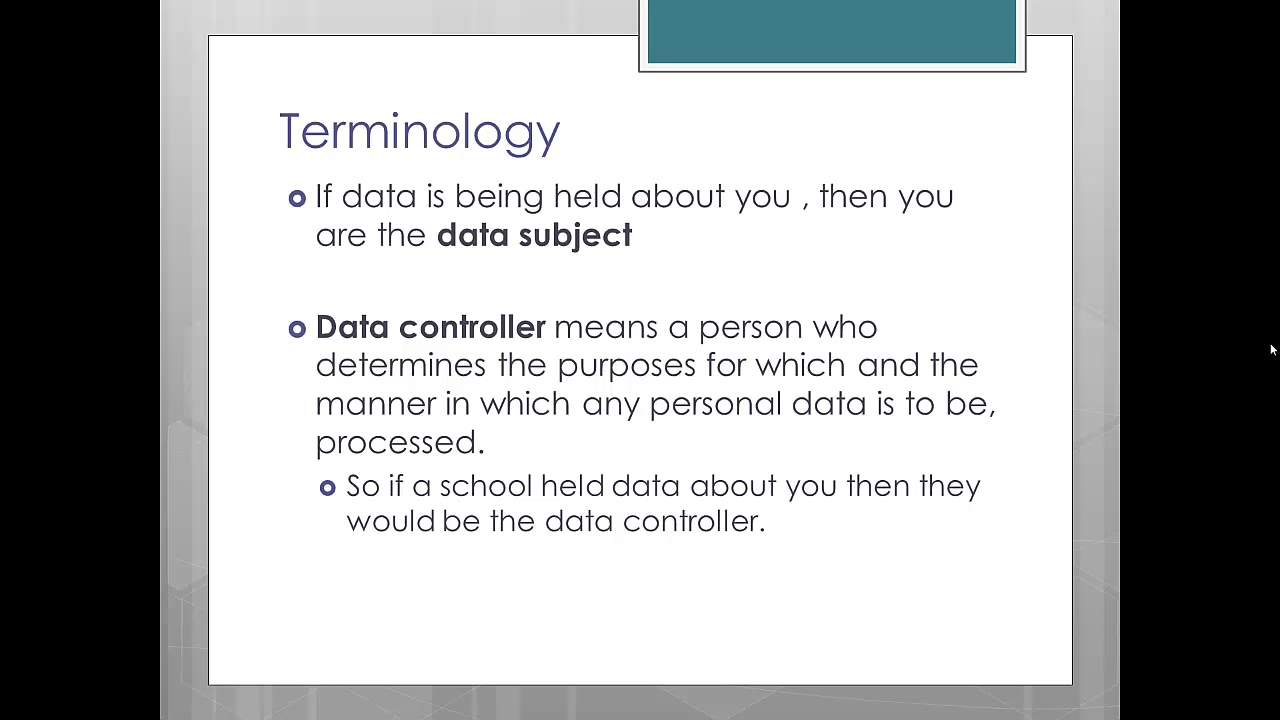 Terminology
If data is being held about you , then you
are the data subject
Data controller means a person who
determines the purposes for which and the
manner in which any personal data is to be,
processed.
So if a school held data about you then they
would be the data controller.